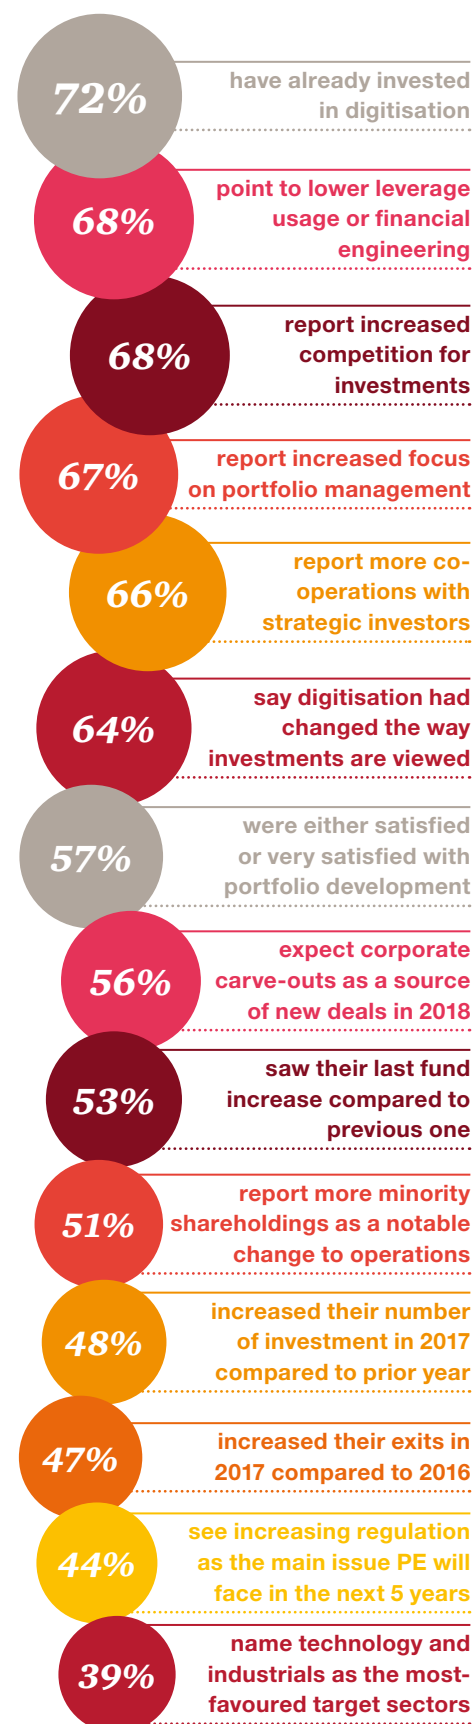 72%
have already invested
in digitisation
68%
point to lower leverage
usage or financial
engineering
68%
report increased
competition for
investments
67%
report increased focus
on portfolio management
66%
report more co-
operations with
strategic investors
64%
say digitisation had
changed the way
investments are viewed
57%
were either satisfied
or very satisfied with
portfolio development
56%
expect corporate
carve-outs as a source
of new deals in 2018
53%
saw their last fund
increase compared to
previous one
51%
report more minority
shareholdings as a notable
change to operations
48%
increased their number
of investment in 2017
compared to prior year
47%
increased their exits in
2017 compared to 2016
44%
see increasing regulation
as the main issue PE will
face in the next 5 years
39%
name technology and
industrials as the most-
favoured target sectors